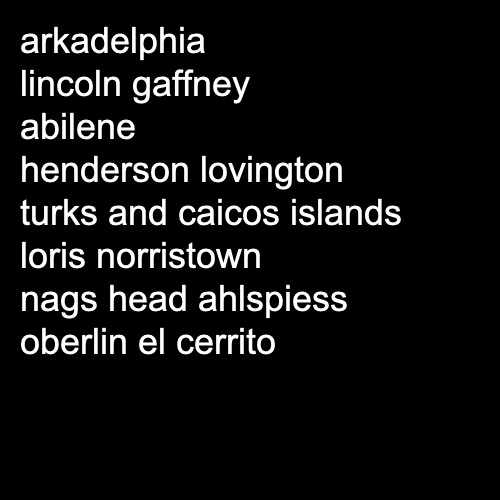 arkadelphia
lincoln gaffney
abilene
henderson lovington
turks and caicos islands
loris norristown
nags head ahlspiess
oberlin el cerrito